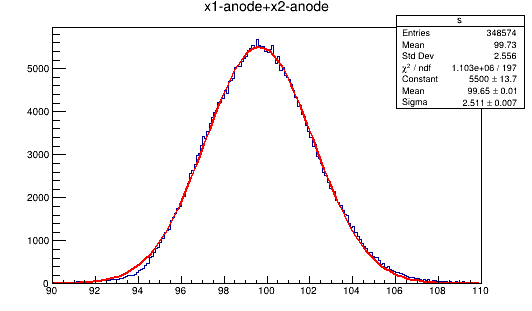 x1-anode+x2-anode
s
Entries 348574
Mean 99.73
Std Dev 2.556
χ² / ndf 1.103e+06 / 197
Constant 5500 ± 13.7
Mean 99.65 ± 0.01
Sigma 2.511 ± 0.007
5000
4000
3000
2000
1000
0
90 92 94 96 98 100 102 104 106 108 110